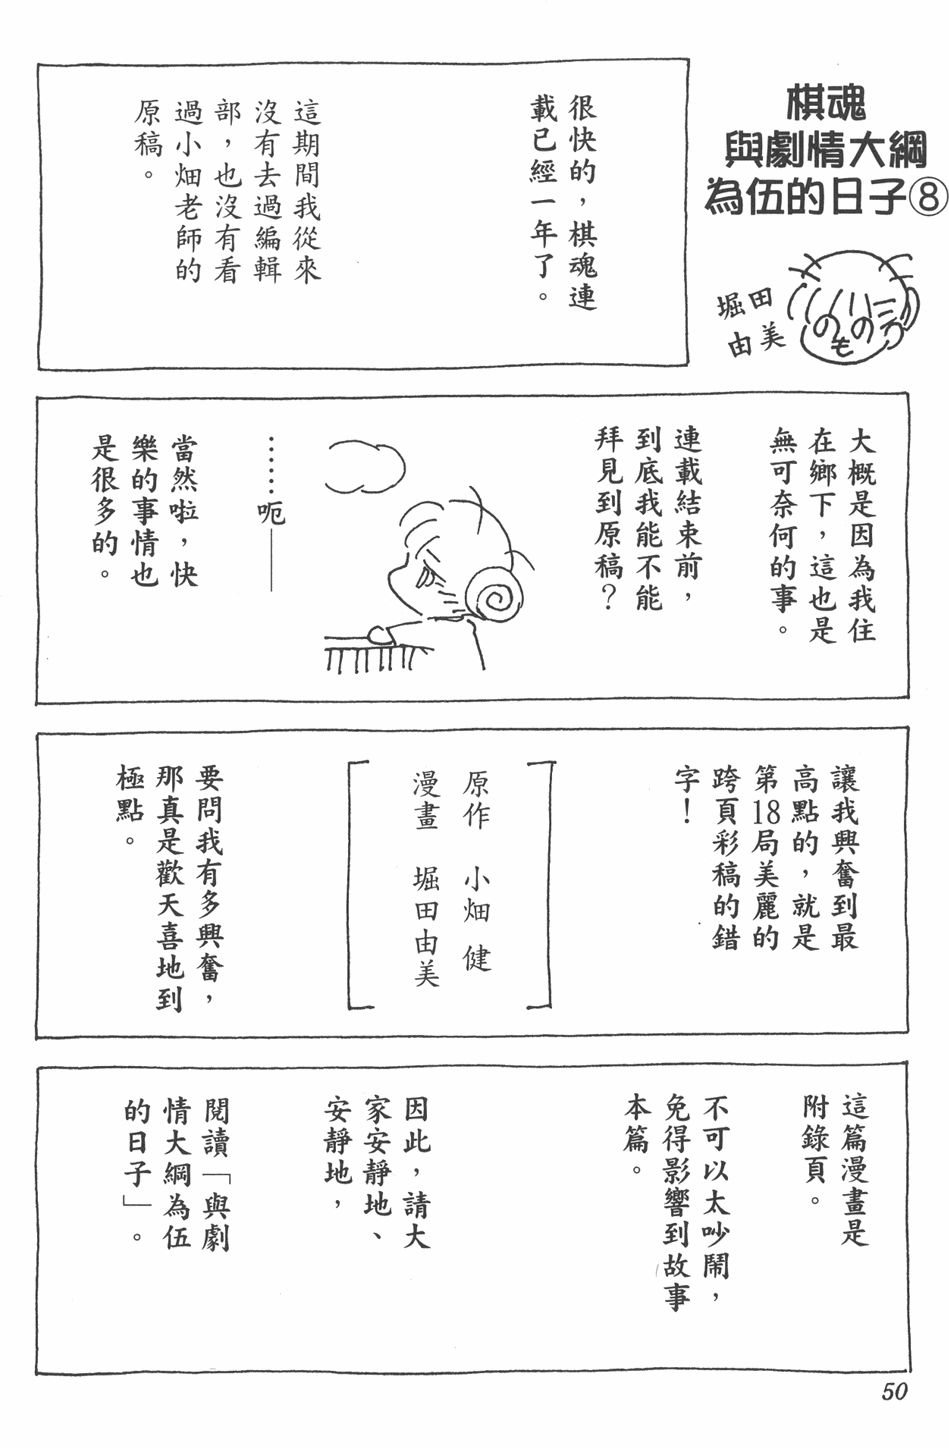 棋魂
與劇情大綱
為伍的日子⑧
堀田
由美
のものろ
很快的，棋魂連
載已經一年了。
這期間我從來
沒有去過編輯
部，也沒有看
過小畑老師的
原稿。
大概是因為我住
在鄉下，這也是
無可奈何的事。
連載結束前，
到底我能不能
拜見到原稿？
……呃——
當然啦，快
樂的事情也
是很多的。
讓我興奮到最
高點的，就是
第18局美麗的
跨頁彩稿的錯
字！
原作 小畑 健
漫畫 堀田由美
要問我有多興奮，
那真是歡天喜地到
極點。
這篇漫畫是
附錄頁。
不可以太吵鬧，
免得影響到故事
本篇。
因此，請大
家安靜地、
安靜地，
閱讀「與劇
情大綱為伍
的日子」。
50